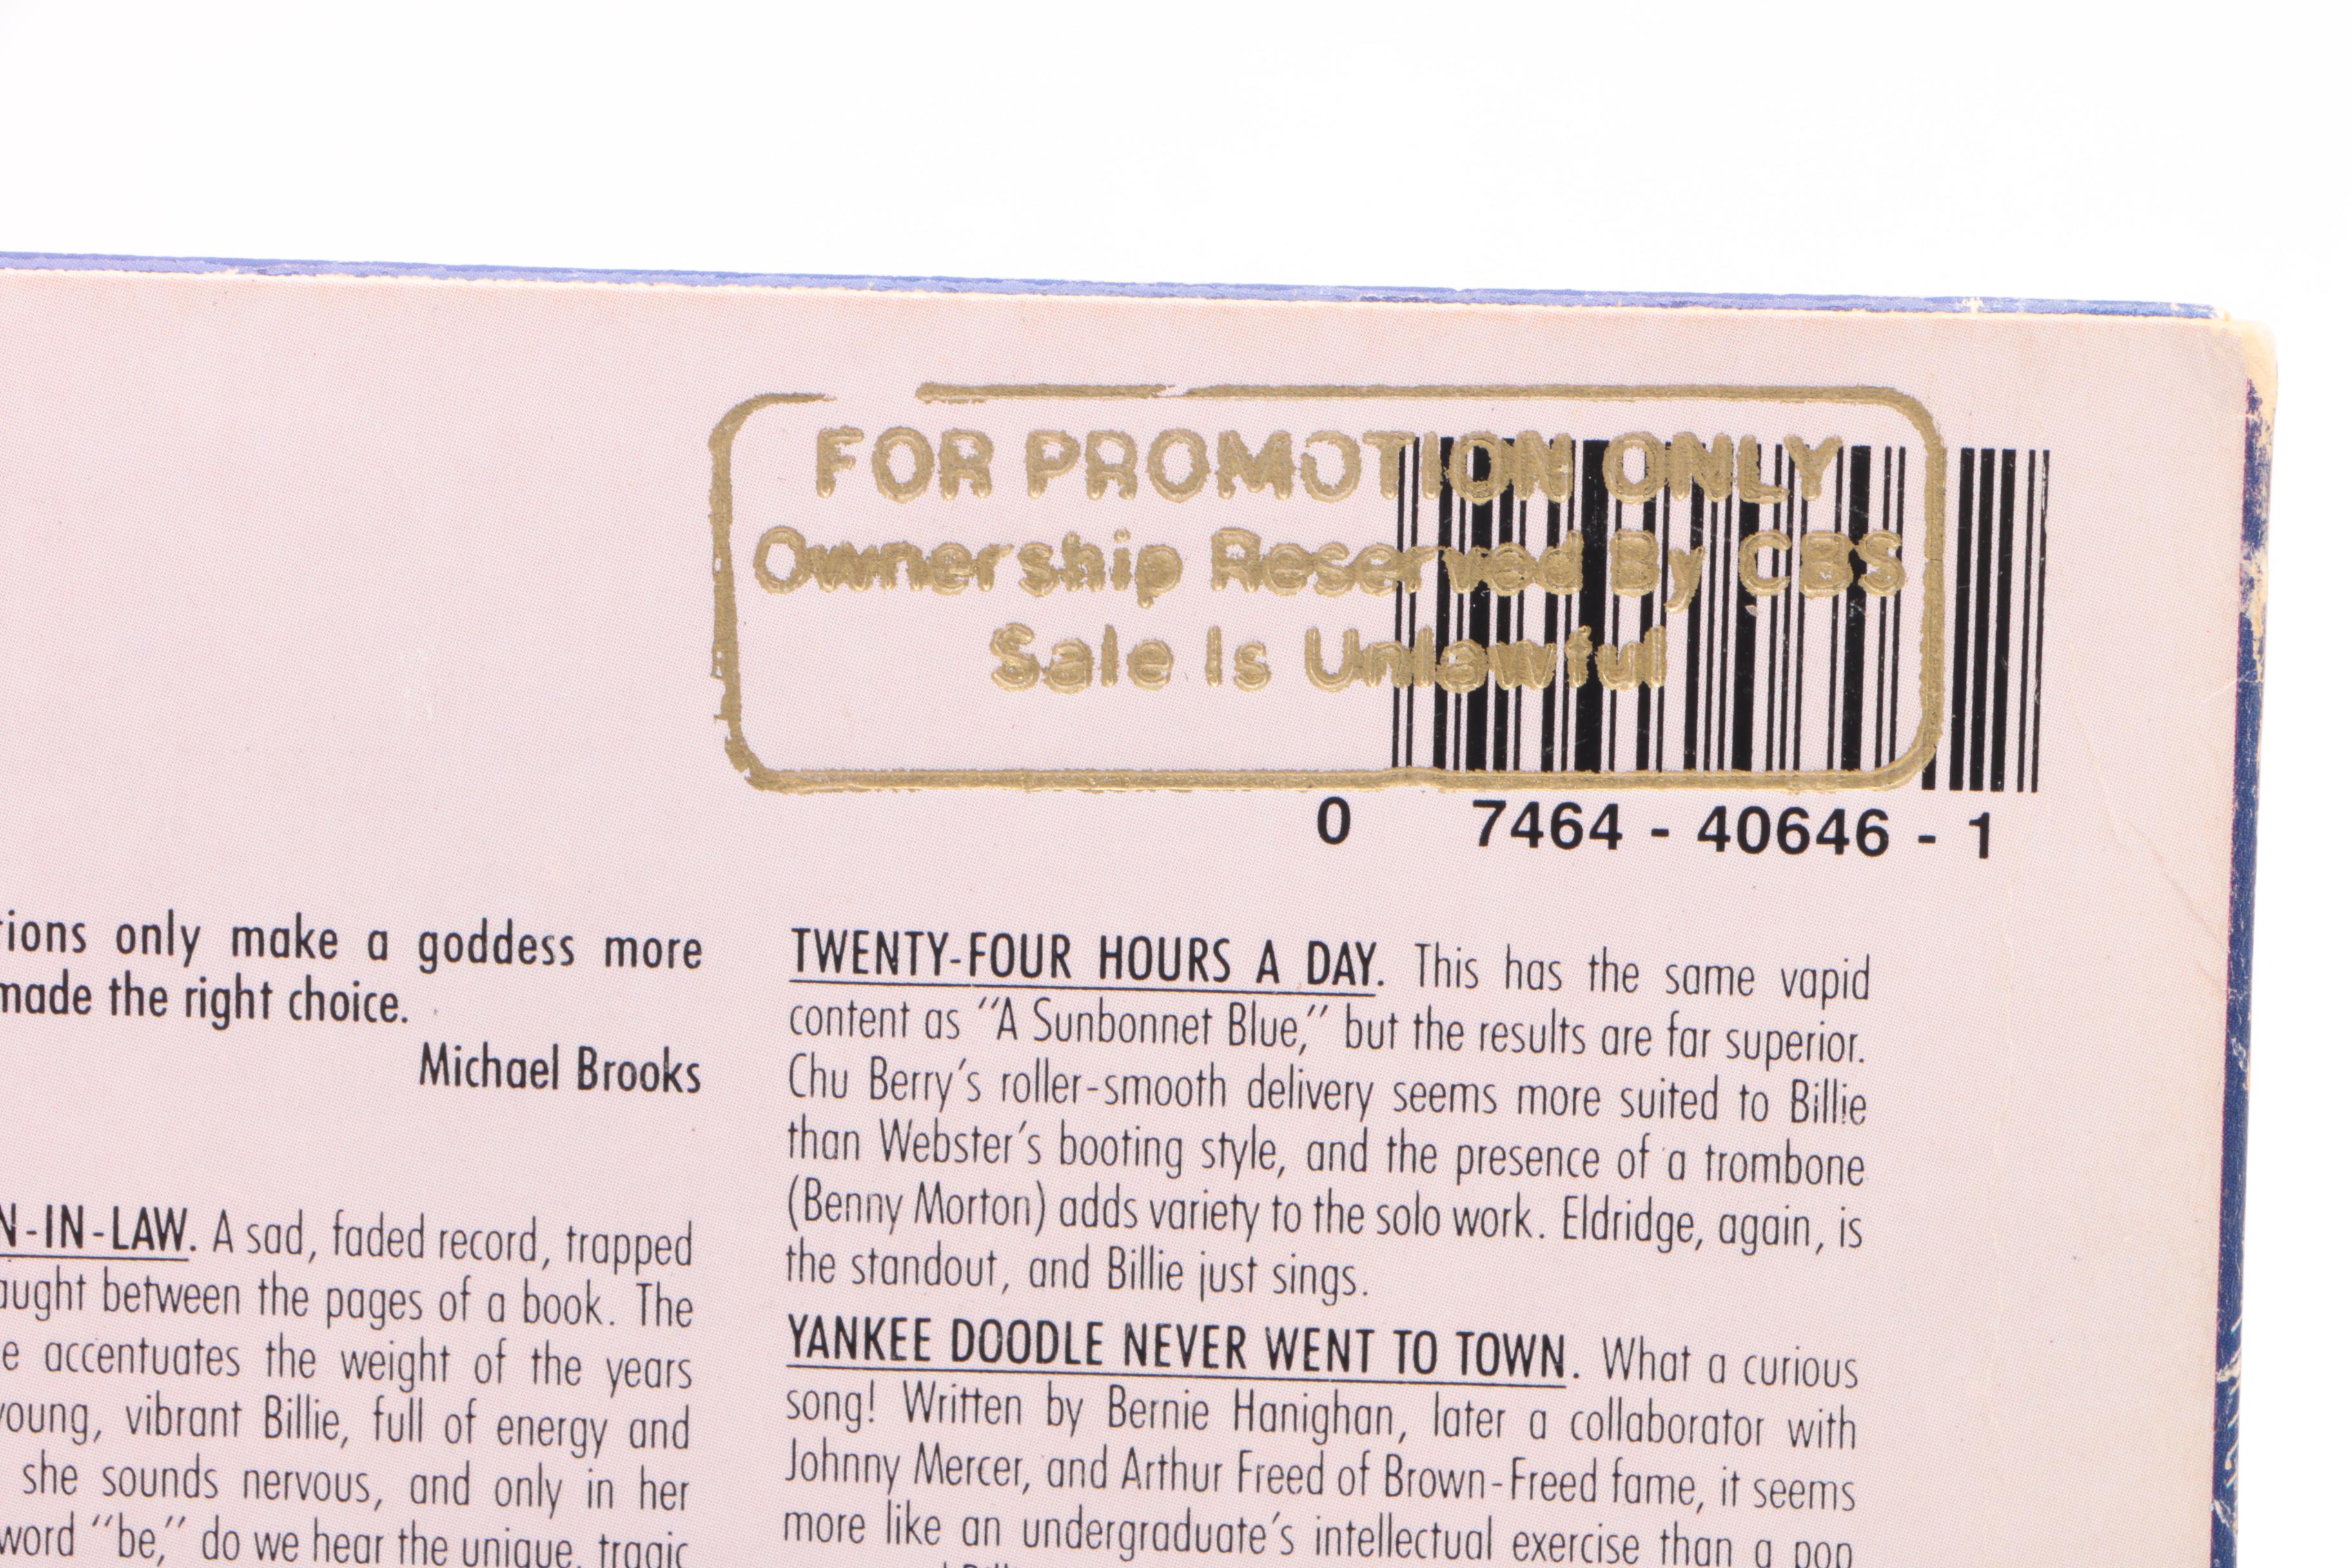 FOR PROMOTION ONLY
Ownership Reserved By CBS
Sale Is Unlawful
0 7464 - 40646 - 1
only make a goddess more
made the right choice.
Michael Brooks
N-IN-LAW. A sad, faded record, trapped
between the pages of a book. The
accentuates the weight of the years
young, vibrant Billie, full of energy and
she sounds nervous, and only in her
word "be," do we hear the unique, tragic
TWENTY-FOUR HOURS A DAY. This has the same vapid
content as "A Sunbonnet Blue," but the results are far superior.
Chu Berry's roller-smooth delivery seems more suited to Billie
than Webster's booting style, and the presence of a trombone
(Benny Morton) adds variety to the solo work. Eldridge, again, is
the standout, and Billie just sings.
YANKEE DOODLE NEVER WENT TO TOWN. What a curious
song! Written by Bernie Hanighan, later a collaborator with
Johnny Mercer, and Arthur Freed of Brown-Freed fame, it seems
more like an undergraduate's intellectual exercise than a pop